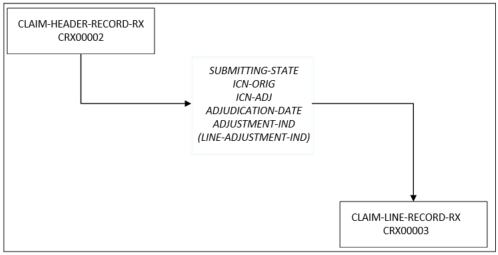 CLAIM-HEADER-RECORD-RX
CRX00002
SUBMITTING-STATE
ICN-ORIG
ICN-ADJ
ADJUDICATION-DATE
ADJUSTMENT-IND
(LINE-ADJUSTMENT-IND)
CLAIM-LINE-RECORD-RX
CRX00003